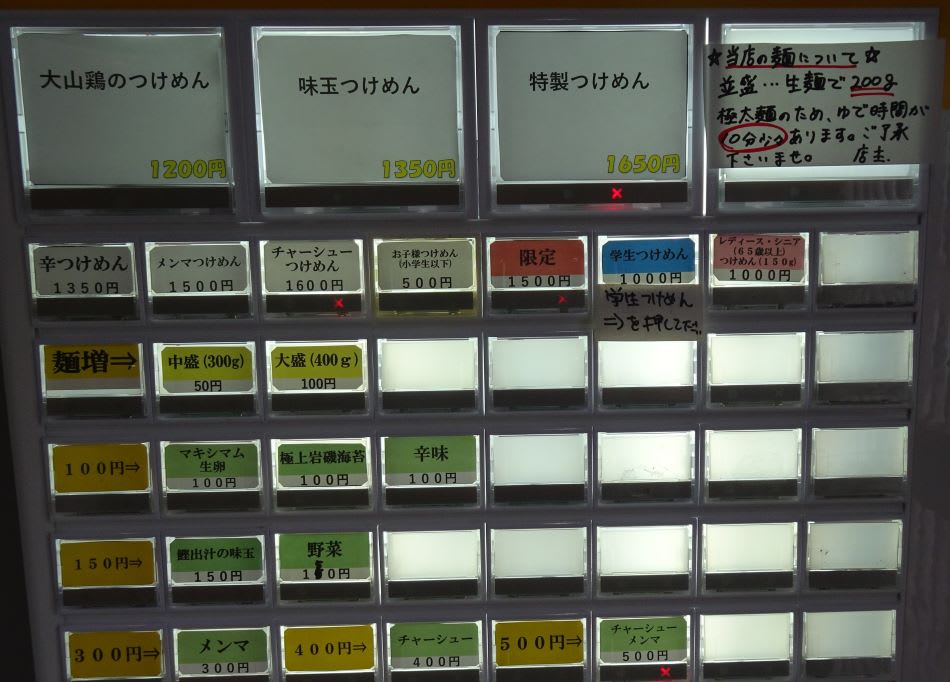 大山鶏のつけめん
1200円
味玉つけめん
1350円
特製つけめん
1650円
☆当店の麺について☆
並盛…生麺で200g
極太麺のため、ゆで時間が
10分少々あります。ご了承
下さいませ。 店主.
辛つけめん
1350円
メンマつけめん
1500円
チャーシュー
つけめん
1600円
お子様つけめん
(小学生以下)
500円
限定
1500円
学生つけめん
1000円
学生つけめん
⇒を押して
レディース・シニア
(65歳以上)
つけめん(150g)
1000円
麺増⇒
中盛(300g)
50円
大盛(400g)
100円
100円⇒
マキシマム
生卵
100円
極上岩磯海苔
100円
辛味
100円
150円⇒
鰹出汁の味玉
150円
野菜
300円⇒
メンマ
300円
400円⇒
チャーシュー
400円
500円⇒
チャーシュー
メンマ
500円